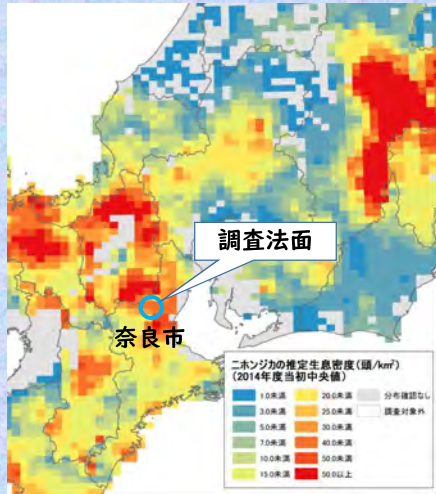 調査法面
奈良市
ニホンジカの推定生息密度(頭/km²)
(2014年度当初中央値)
1.0未満 20.0未満 分布確認なし
3.0未満 25.0未満 調査対象外
5.0未満 30.0未満
7.0未満 40.0未満
10.0未満 50.0未満
15.0未満 50.0以上